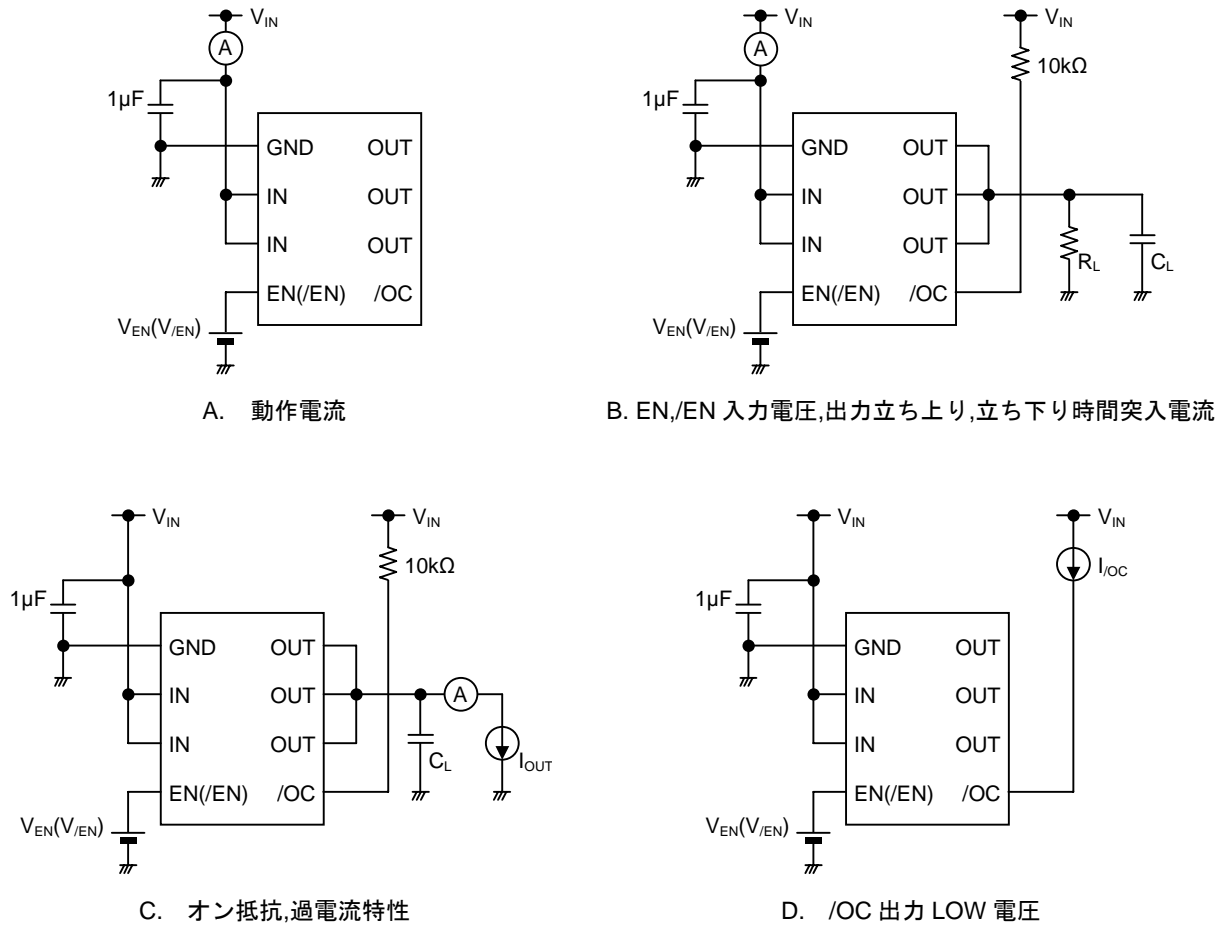 V_IN
A
1μF
GND OUT
IN OUT
IN OUT
EN(/EN) /OC
V_EN(V_/EN)
A. 動作電流
V_IN
V_IN
A
10kΩ
1μF
GND OUT
IN OUT
IN OUT
R_L
C_L
EN(/EN) /OC
V_EN(V_/EN)
B. EN,/EN 入力電圧,出力立ち上り,立ち下り時間突入電流
V_IN
V_IN
10kΩ
1μF
GND OUT
IN OUT
A
IN OUT
C_L
I_OUT
EN(/EN) /OC
V_EN(V_/EN)
C. オン抵抗,過電流特性
V_IN
V_IN
I_/OC
1μF
GND OUT
IN OUT
IN OUT
EN(/EN) /OC
V_EN(V_/EN)
D. /OC 出力 LOW 電圧